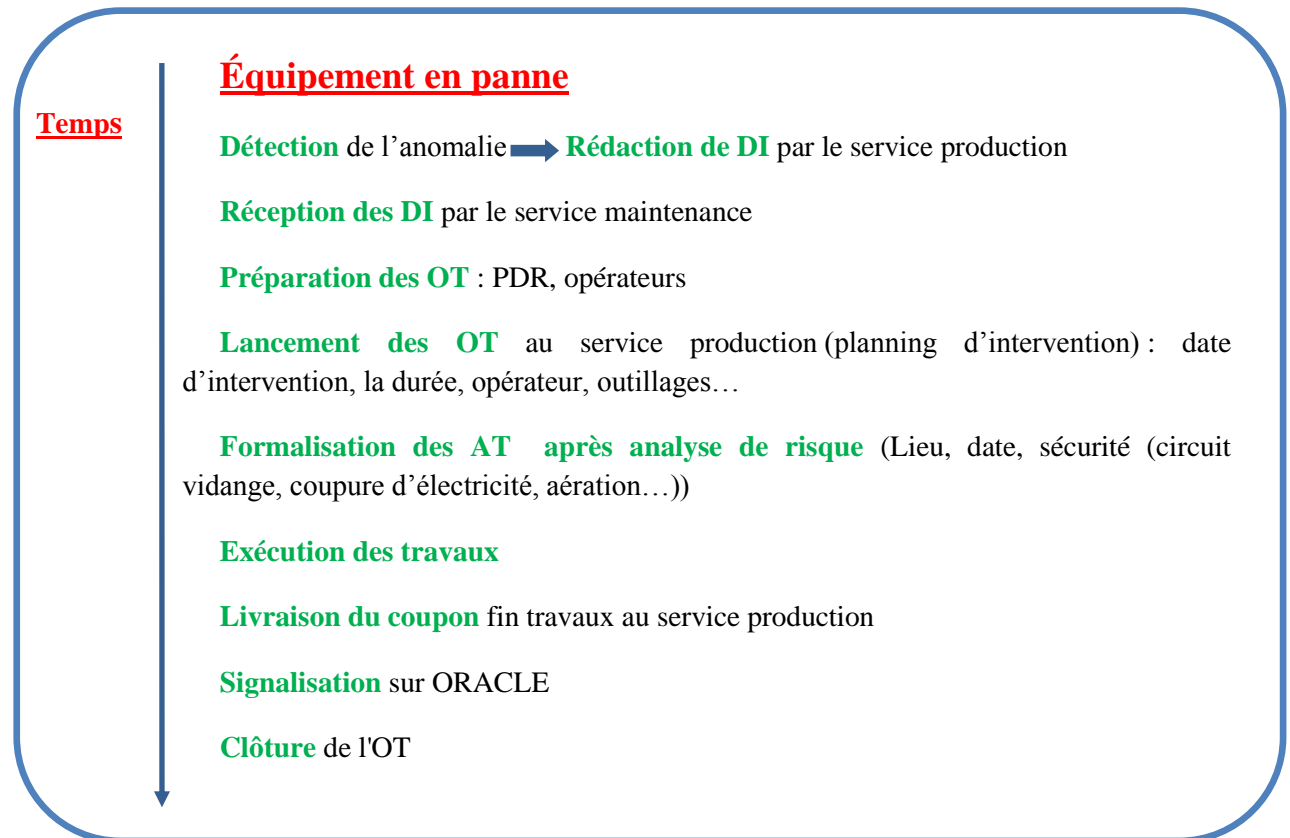 Équipement en panne
Temps
Détection de l’anomalie Rédaction de DI par le service production
Réception des DI par le service maintenance
Préparation des OT : PDR, opérateurs
Lancement des OT au service production (planning d’intervention) : date
d’intervention, la durée, opérateur, outillages…
Formalisation des AT après analyse de risque (Lieu, date, sécurité (circuit
vidange, coupure d’électricité, aération…))
Exécution des travaux
Livraison du coupon fin travaux au service production
Signalisation sur ORACLE
Clôture de l'OT